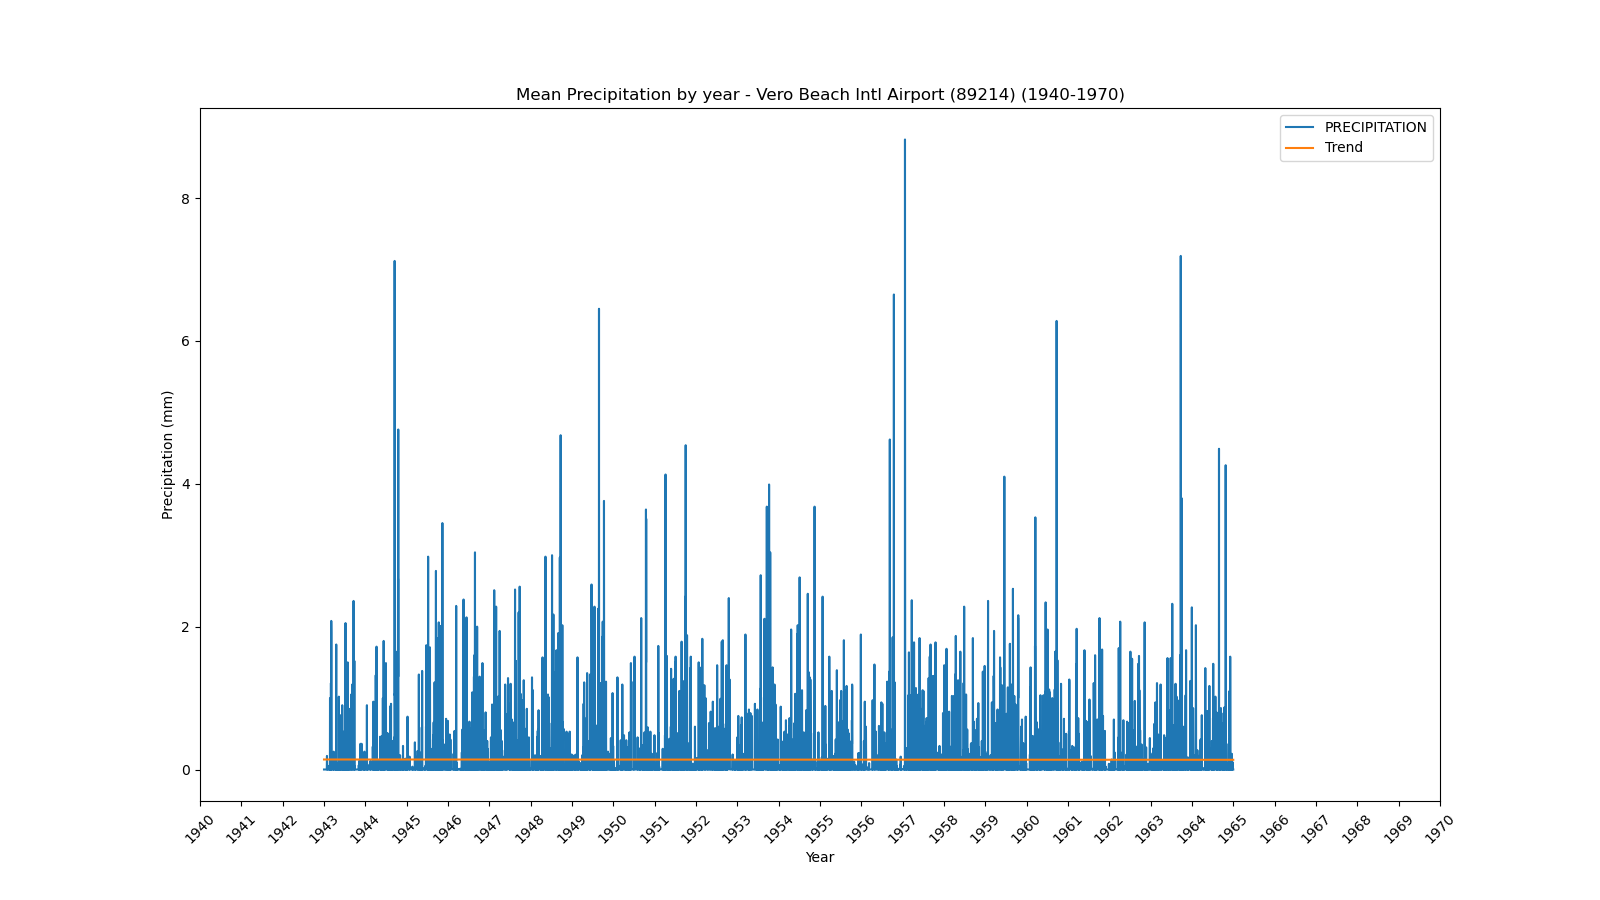 Mean Precipitation by year - Vero Beach Intl Airport (89214) (1940-1970)
PRECIPITATION
Trend
8
6
4
2
0
Precipitation (mm)
1940 1941 1942 1943 1944 1945 1946 1947 1948 1949 1950 1951 1952 1953 1954 1955 1956 1957 1958 1959 1960 1961 1962 1963 1964 1965 1966 1967 1968 1969 1970
Year